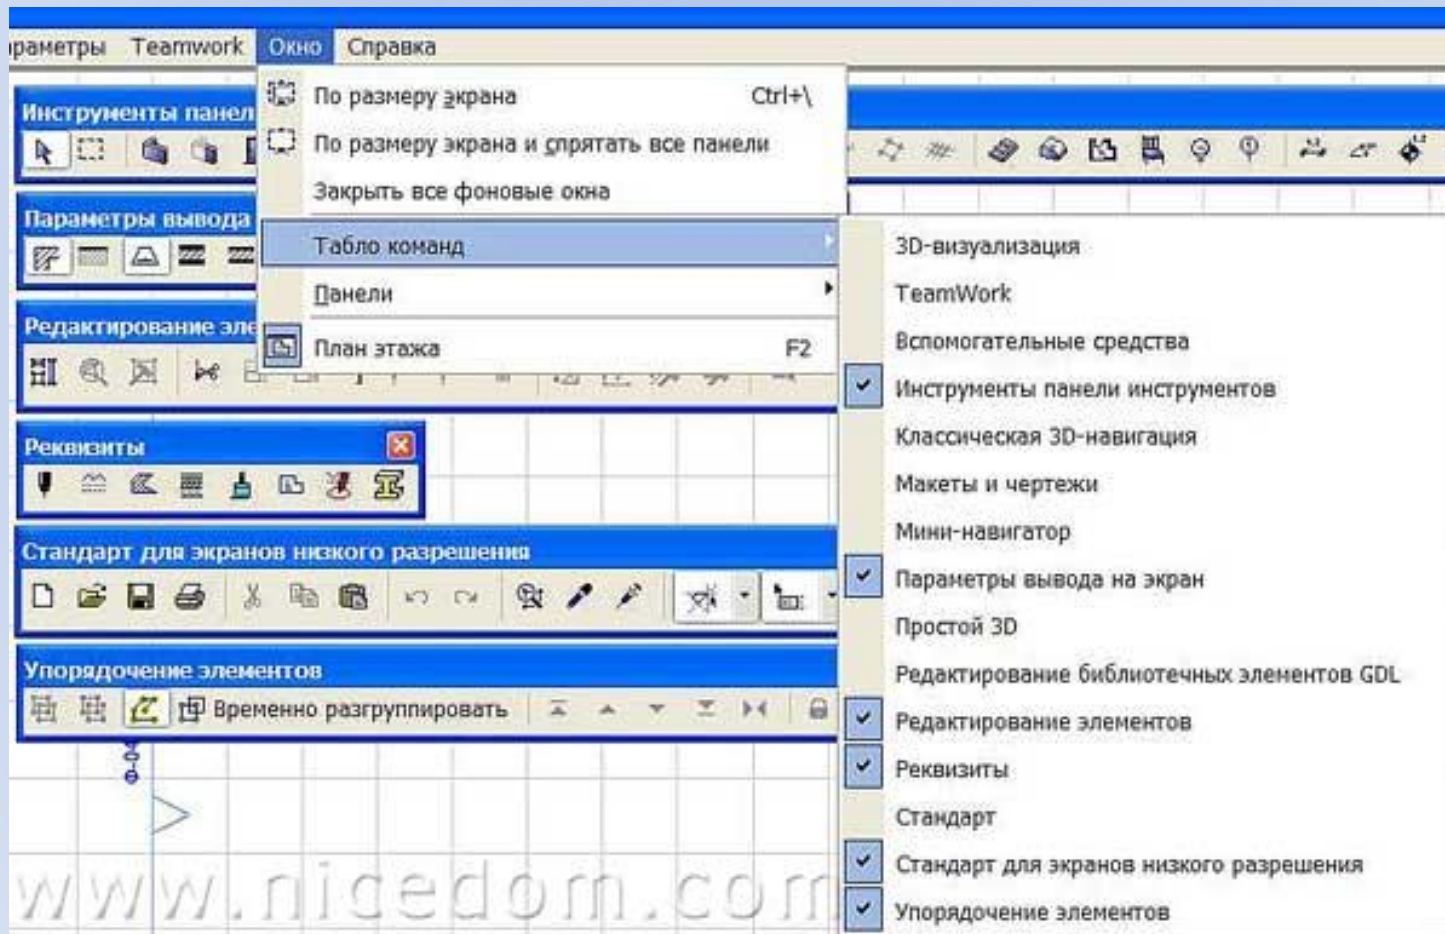 раметры Teamwork Окно Справка
По размеру экрана Ctrl+\
По размеру экрана и спрятать все панели
Закрыть все фоновые окна
Табло команд
Панели
План этажа F2
Инструменты панел
Параметры вывода
Редактирование эле
Реквизиты
Стандарт для экранов низкого разрешения
Упорядочение элементов
Временно разгруппировать
3D-визуализация
TeamWork
Вспомогательные средства
Инструменты панели инструментов
Классическая 3D-навигация
Макеты и чертежи
Мини-навигатор
Параметры вывода на экран
Простой 3D
Редактирование библиотечных элементов GDL
Редактирование элементов
Реквизиты
Стандарт
Стандарт для экранов низкого разрешения
Упорядочение элементов
www.nicedom.com